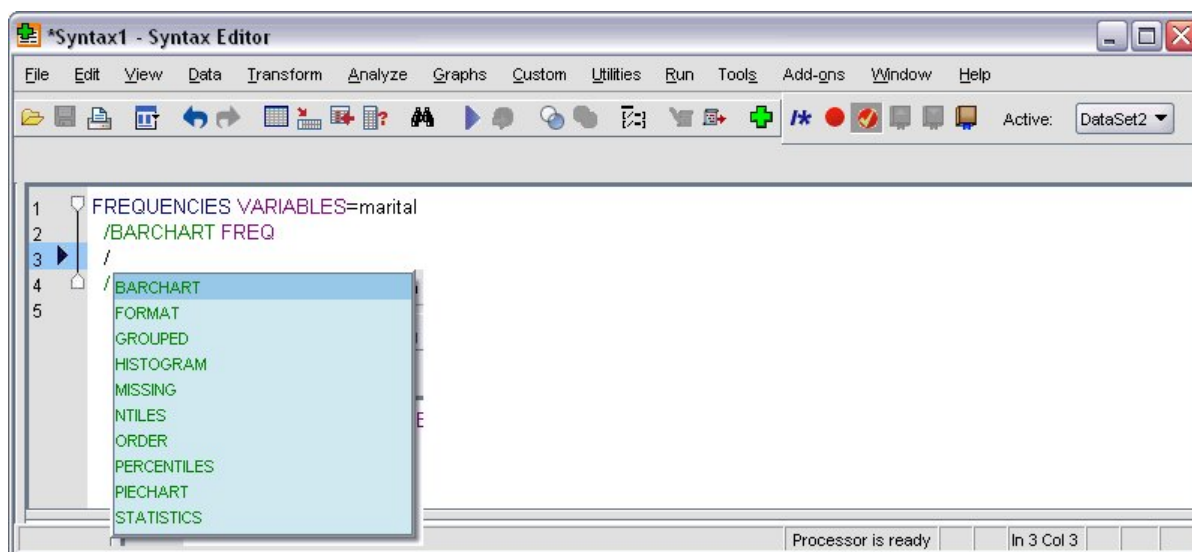 *Syntax1 - Syntax Editor
File Edit View Data Transform Analyze Graphs Custom Utilities Run Tools Add-ons Window Help
/* Active: DataSet2
1 FREQUENCIES VARIABLES=marital
2 /BARCHART FREQ
3 /
4 /
5
BARCHART
FORMAT
GROUPED
HISTOGRAM
MISSING
NTILES
ORDER
PERCENTILES
PIECHART
STATISTICS
Processor is ready In 3 Col 3